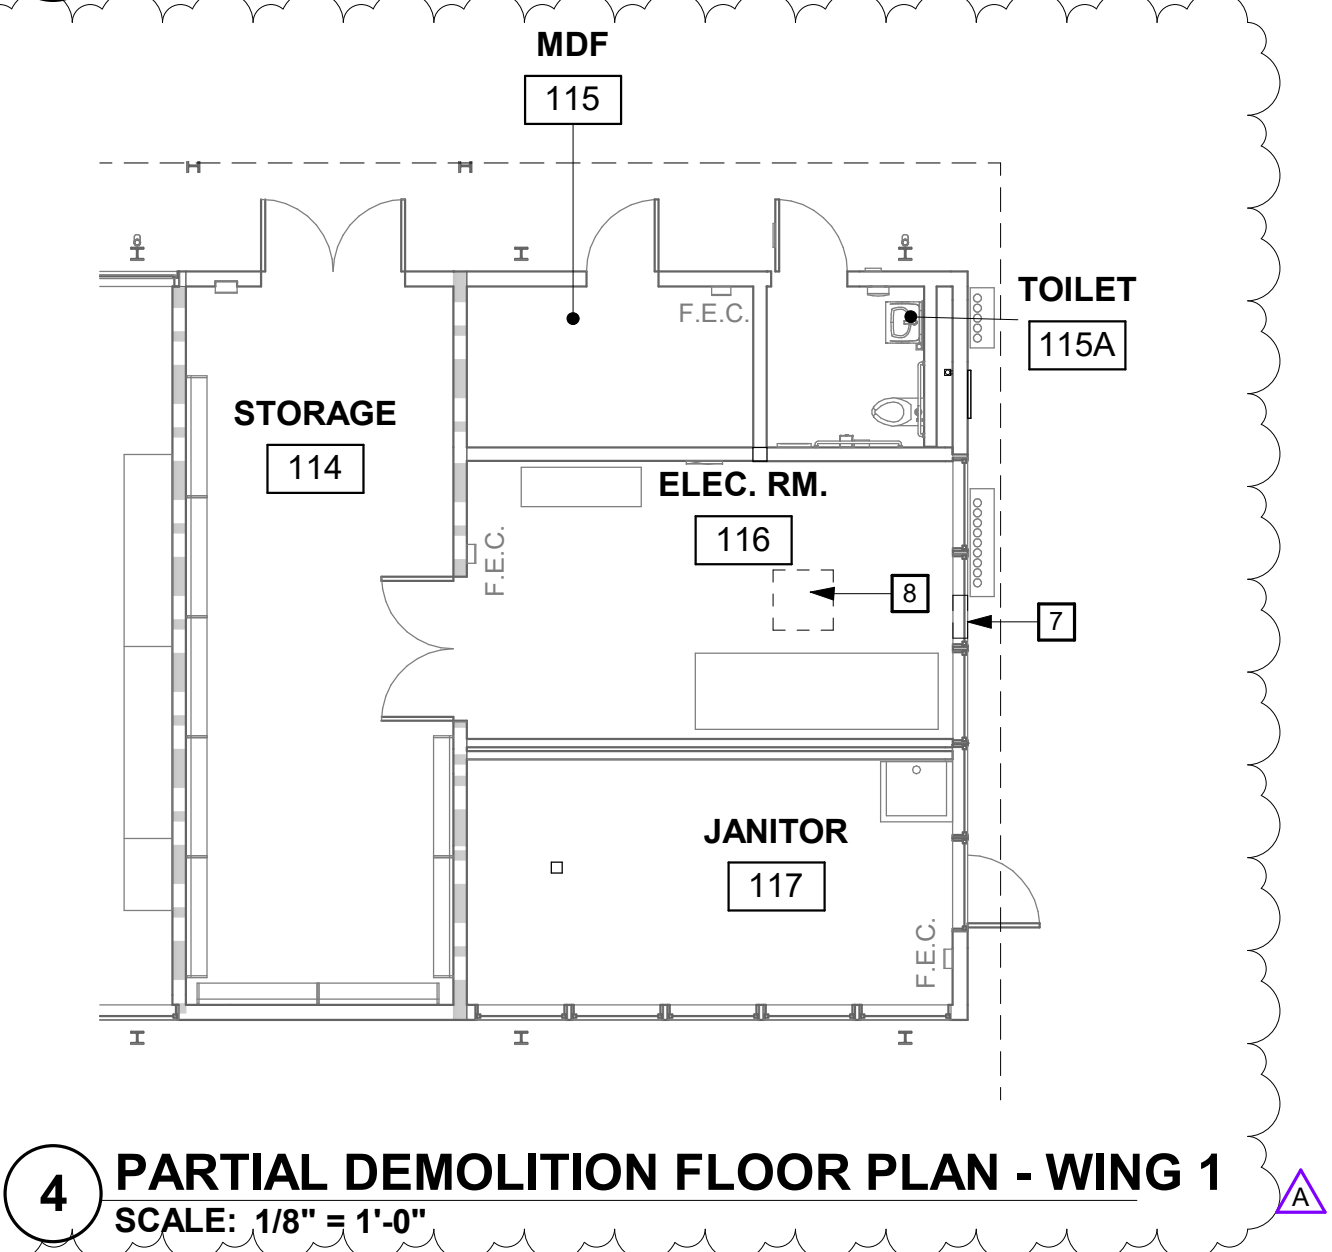 MDF
115
F.E.C.
TOILET
115A
STORAGE
114
ELEC. RM.
116
F.E.C.
8
7
JANITOR
117
F.E.C.
4
PARTIAL DEMOLITION FLOOR PLAN - WING 1
SCALE: 1/8" = 1'-0"
A